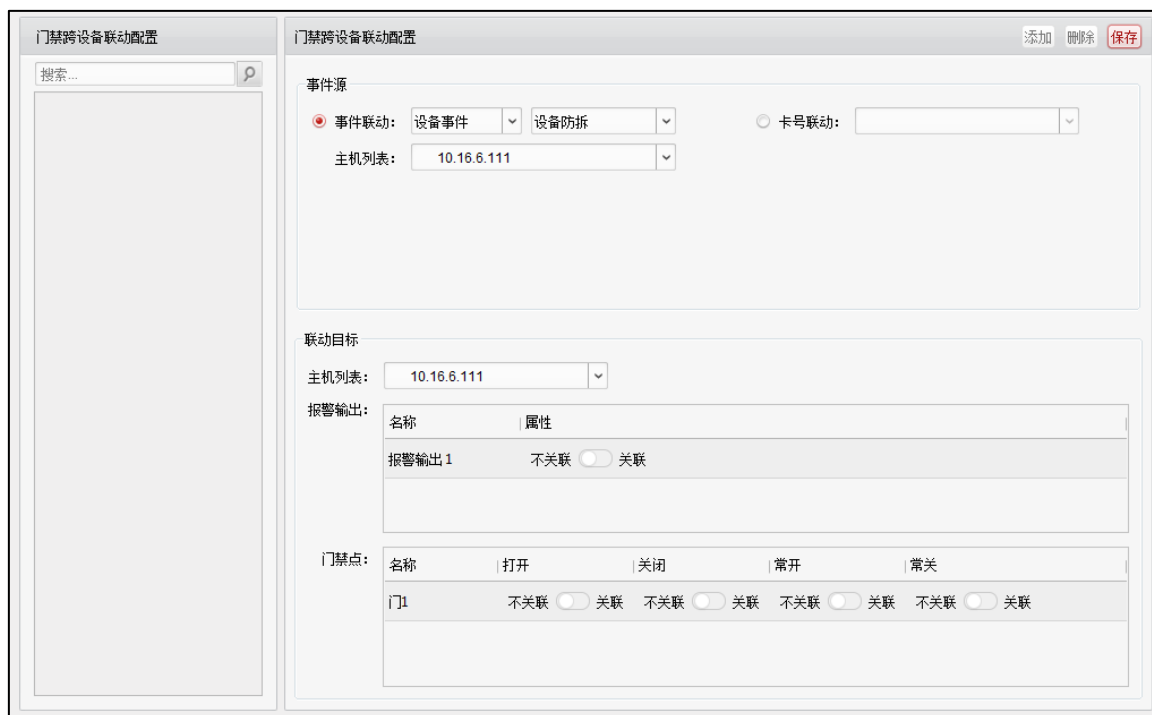 门禁跨设备联动配置
搜索...
门禁跨设备联动配置 添加 删除 保存
事件源
事件联动： 设备事件 设备防拆 卡号联动：
主机列表： 10.16.6.111
联动目标
主机列表： 10.16.6.111
报警输出： 名称 属性
报警输出1 不关联 关联
门禁点： 名称 打开 关闭 常开 常关
门1 不关联 关联 不关联 关联 不关联 关联 不关联 关联